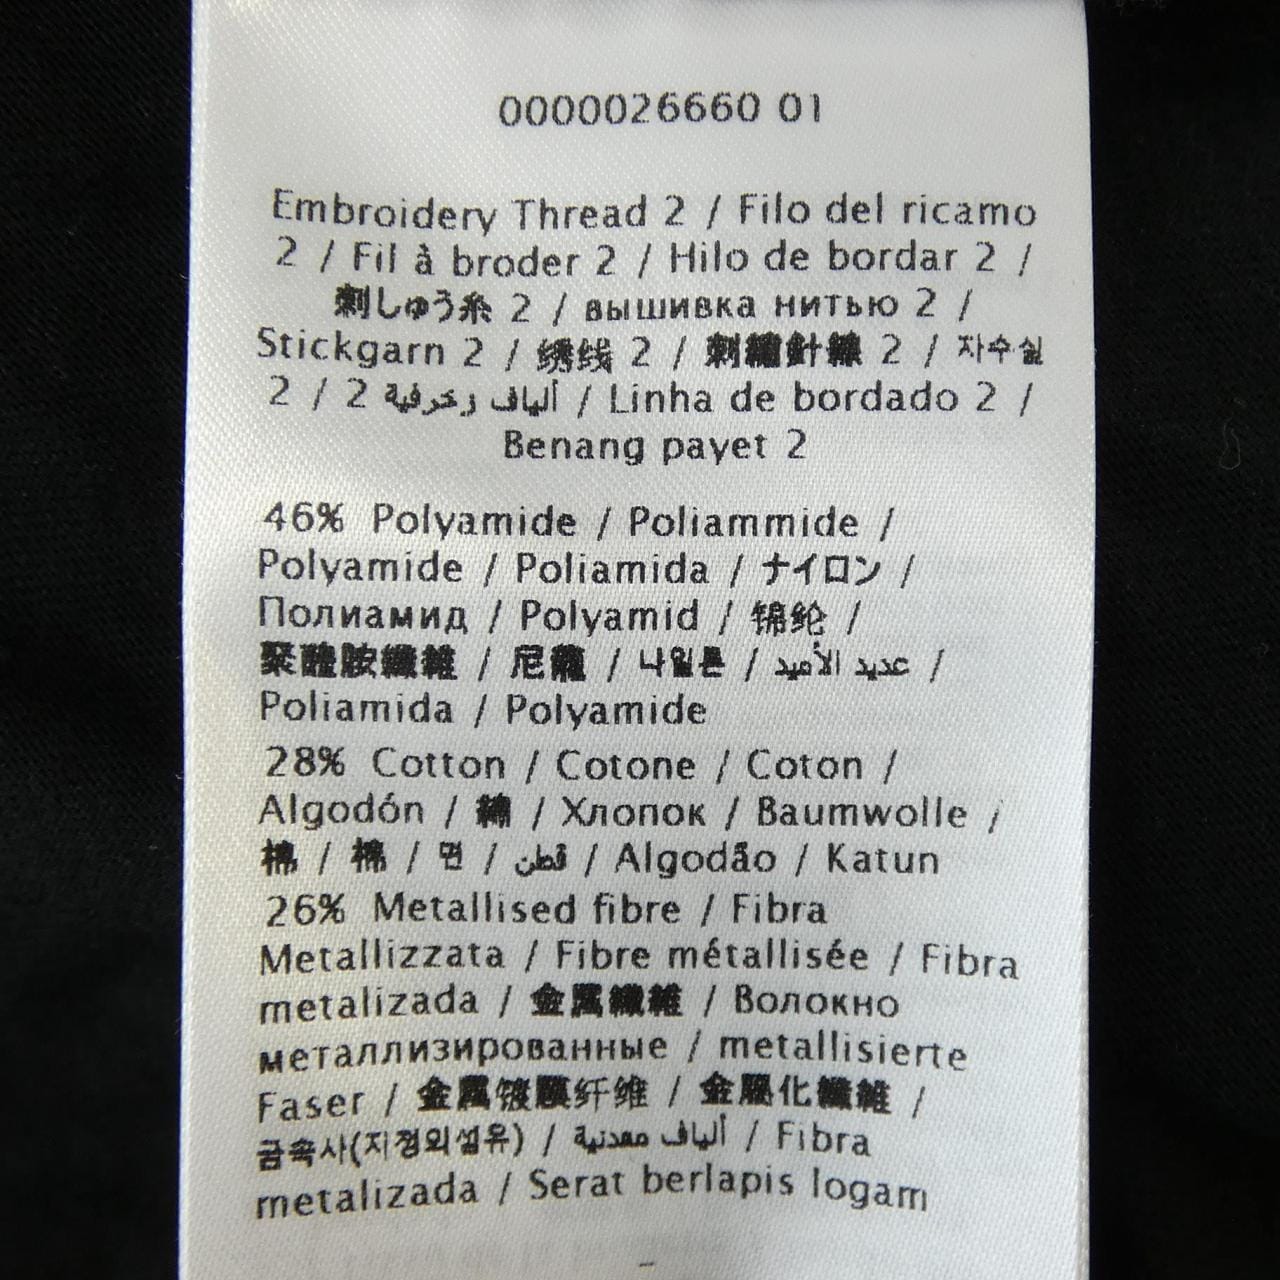 0000026660 01
Embroidery Thread 2 / Filo del ricamo
2 / Fil à broder 2 / Hilo de bordar 2 /
刺しゅう糸 2 / вышивка нитью 2 /
Stickgarn 2 / 绣线 2 / 刺繡針線 2 / 자수실
2 / ألياف زخرفية 2 / Linha de bordado 2 /
Benang payet 2
46% Polyamide / Poliammide /
Polyamide / Poliamida / ナイロン /
Полиамид / Polyamid / 锦纶 /
聚醯胺纖維 / 尼龍 / 나일론 / عديد الأميد /
Poliamida / Polyamide
28% Cotton / Cotone / Coton /
Algodón / 綿 / Хлопок / Baumwolle /
棉 / 棉 / 면 / قطن / Algodão / Katun
26% Metallised fibre / Fibra
Metallizzata / Fibre métallisée / Fibra
metalizada / 金属繊維 / Волокно
металлизированные / metallisierte
Faser / 金属镀膜纤维 / 金屬化纖維 /
금속사(지정외섬유) / ألياف معدنية / Fibra
metalizada / Serat berlapis logam